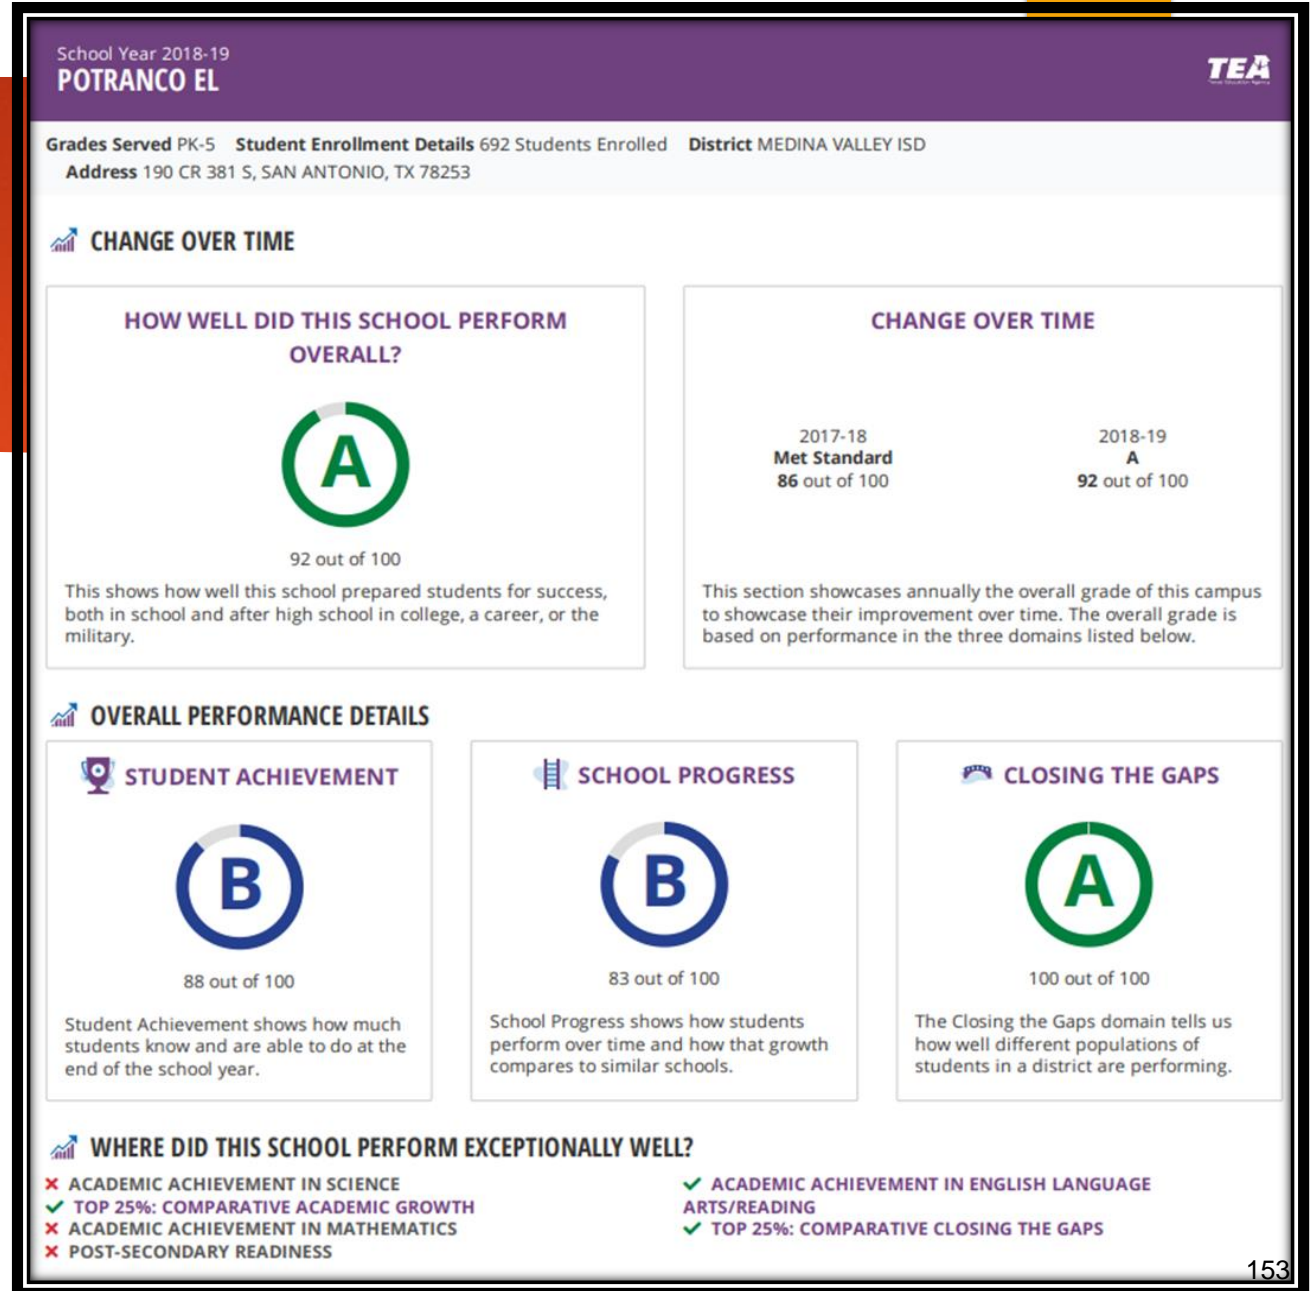 School Year 2018-19
POTRANCO EL
TEA
Grades Served PK-5 Student Enrollment Details 692 Students Enrolled District MEDINA VALLEY ISD
Address 190 CR 381 S, SAN ANTONIO, TX 78253
CHANGE OVER TIME
HOW WELL DID THIS SCHOOL PERFORM
OVERALL?
A
92 out of 100
This shows how well this school prepared students for success,
both in school and after high school in college, a career, or the
military.
CHANGE OVER TIME
2017-18
Met Standard
86 out of 100
2018-19
A
92 out of 100
This section showcases annually the overall grade of this campus
to showcase their improvement over time. The overall grade is
based on performance in the three domains listed below.
OVERALL PERFORMANCE DETAILS
STUDENT ACHIEVEMENT
B
88 out of 100
Student Achievement shows how much
students know and are able to do at the
end of the school year.
SCHOOL PROGRESS
B
83 out of 100
School Progress shows how students
perform over time and how that growth
compares to similar schools.
CLOSING THE GAPS
A
100 out of 100
The Closing the Gaps domain tells us
how well different populations of
students in a district are performing.
WHERE DID THIS SCHOOL PERFORM EXCEPTIONALLY WELL?
✕ ACADEMIC ACHIEVEMENT IN SCIENCE
✓ TOP 25%: COMPARATIVE ACADEMIC GROWTH
✕ ACADEMIC ACHIEVEMENT IN MATHEMATICS
✕ POST-SECONDARY READINESS
✓ ACADEMIC ACHIEVEMENT IN ENGLISH LANGUAGE
ARTS/READING
✓ TOP 25%: COMPARATIVE CLOSING THE GAPS
153